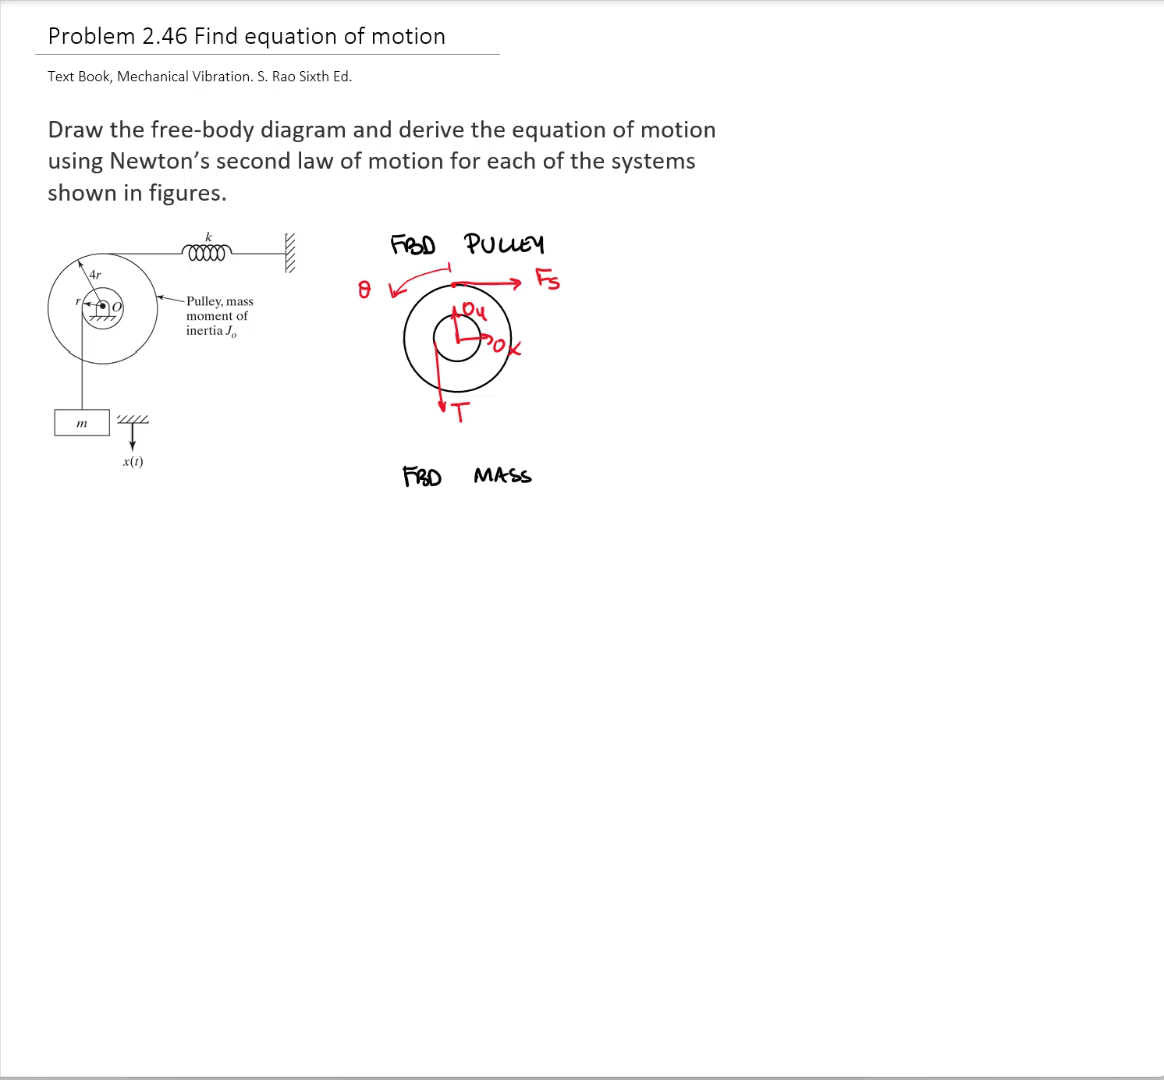 Problem 2.46 Find equation of motion
Text Book, Mechanical Vibration. S. Rao Sixth Ed.
Draw the free-body diagram and derive the equation of motion
using Newton's second law of motion for each of the systems
shown in figures.
k
4r
r
O
Pulley, mass
moment of
inertia Jₒ
m
x(t)
FBD PULLEY
θ
Fs
Oy
Ox
T
FBD MASS